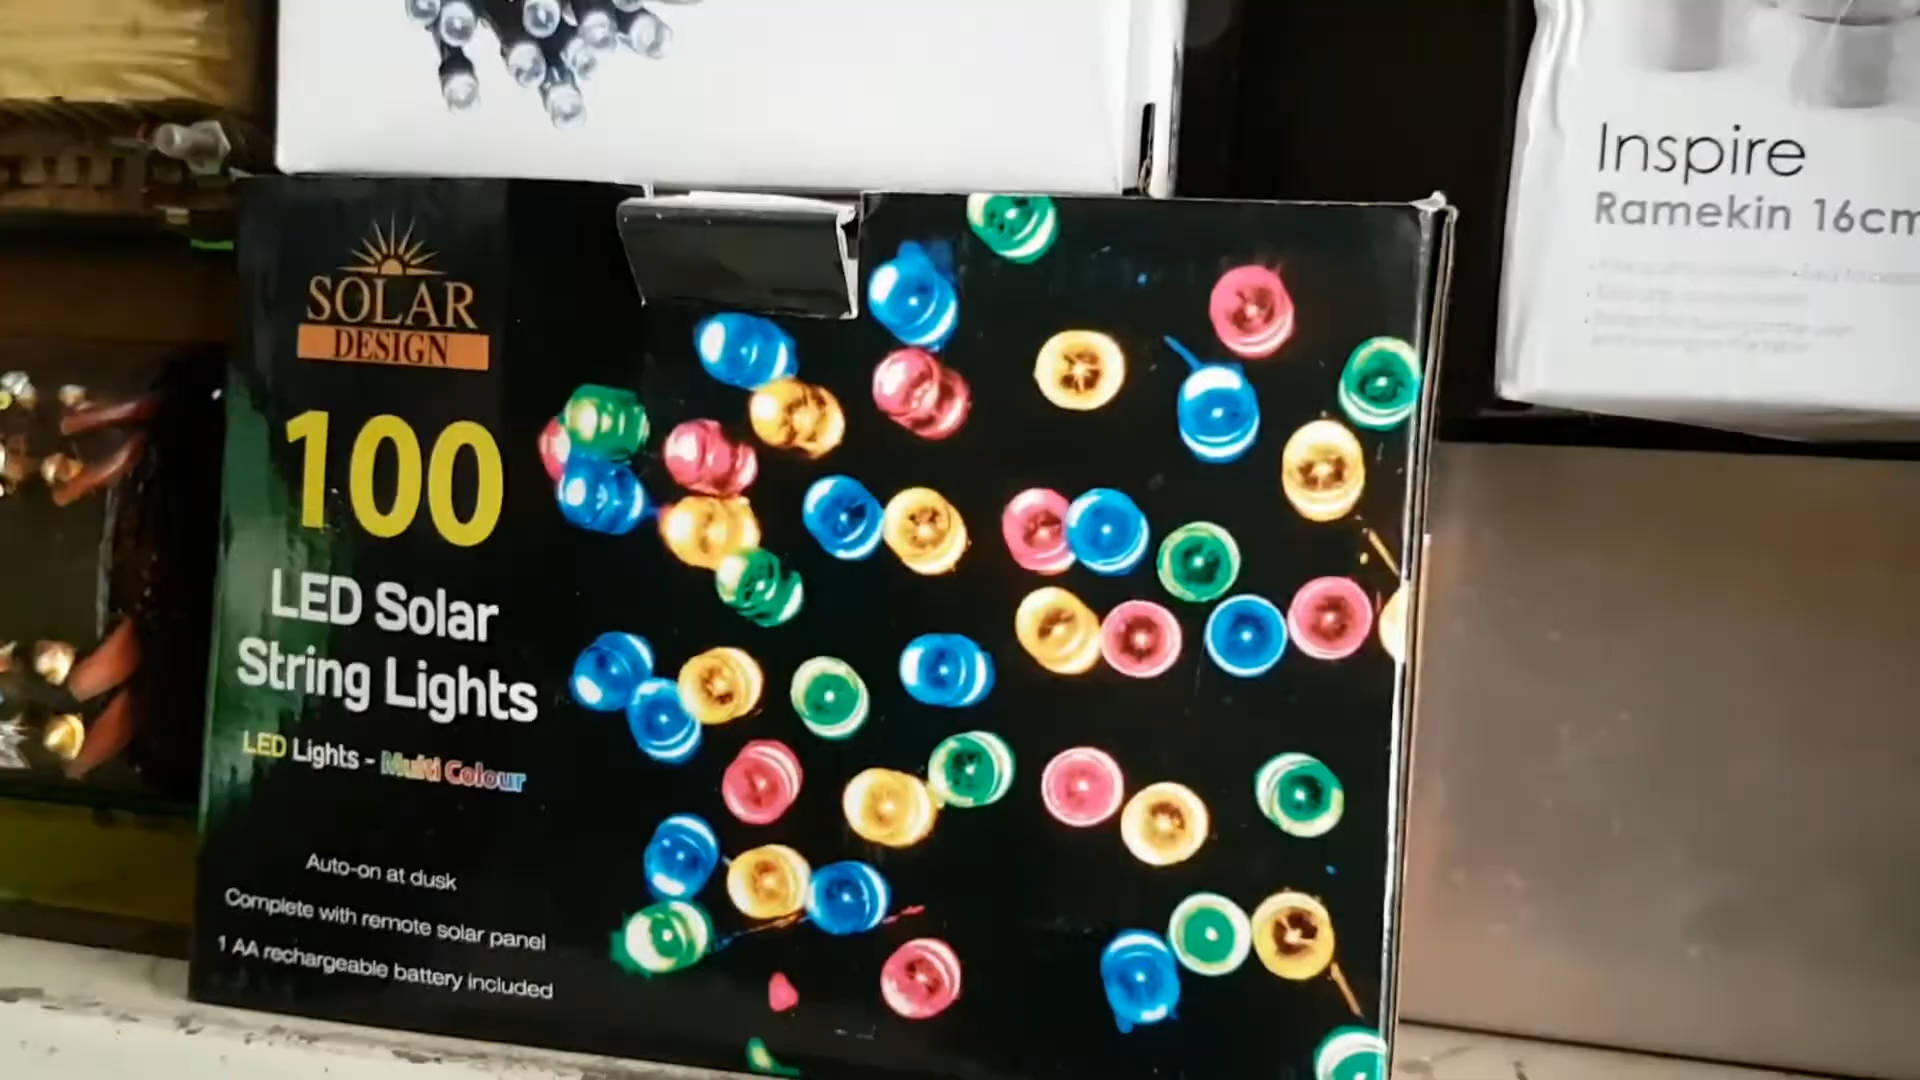 SOLAR
DESIGN
100
LED Solar
String Lights
LED Lights - Multi Colour
Auto-on at dusk
Complete with remote solar panel
1 AA rechargeable battery included
Inspire
Ramekin 16cm